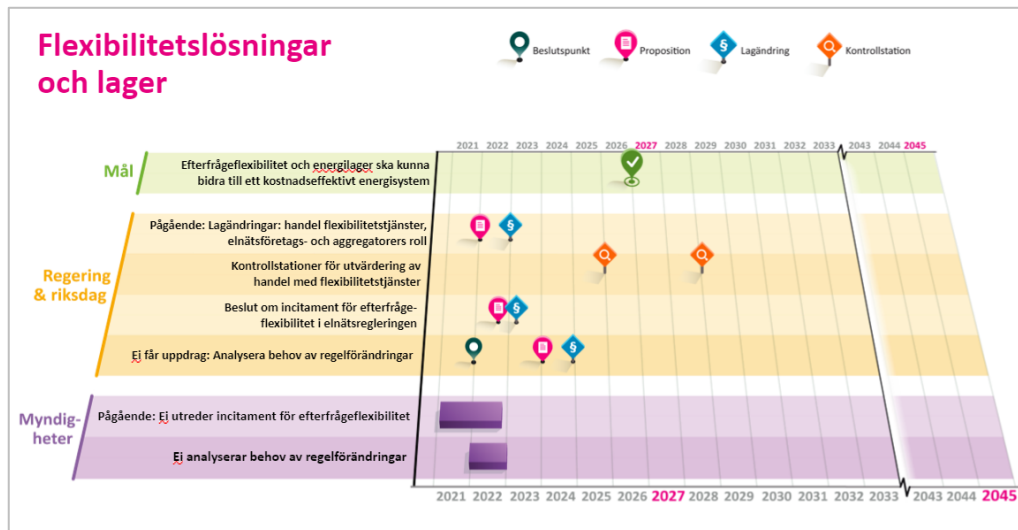 Flexibilitetslösningar
och lager
Beslutspunkt
Proposition
§ Lagändring
Kontrollstation
2021 2022 2023 2024 2025 2026 2027 2028 2029 2030 2031 2032 2033 2043 2044 2045
Mål
Efterfrågeflexibilitet och energilager ska kunna
bidra till ett kostnadseffektivt energisystem
Regering
& riksdag
Pågående: Lagändringar: handel flexibilitetstjänster,
elnätsföretags- och aggregatorers roll
§
Kontrollstationer för utvärdering av
handel med flexibilitetstjänster
Beslut om incitament för efterfråge-
flexibilitet i elnätsregleringen
§
Ei får uppdrag: Analysera behov av regelförändringar
§
Myndig-
heter
Pågående: Ei utreder incitament för efterfrågeflexibilitet
Ei analyserar behov av regelförändringar
2021 2022 2023 2024 2025 2026 2027 2028 2029 2030 2031 2032 2033 2043 2044 2045